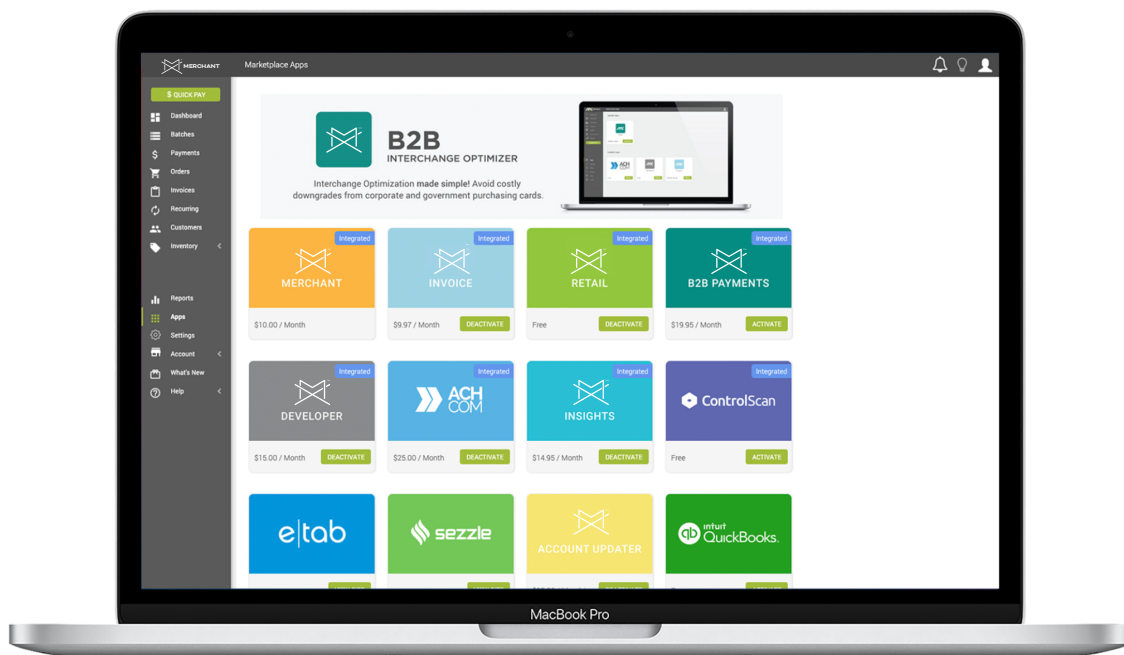 MERCHANT
Marketplace Apps
$ QUICK PAY
Dashboard
Batches
Payments
Orders
Invoices
Recurring
Customers
Inventory
Reports
Apps
Settings
Account
What's New
Help
B2B
INTERCHANGE OPTIMIZER
Interchange Optimization made simple! Avoid costly
downgrades from corporate and government purchasing cards.
Integrated
MERCHANT
$10.00 / Month
Integrated
INVOICE
$9.97 / Month
DEACTIVATE
Integrated
RETAIL
Free
DEACTIVATE
Integrated
B2B PAYMENTS
$19.95 / Month
ACTIVATE
Integrated
DEVELOPER
$15.00 / Month
DEACTIVATE
Integrated
ACH
COM
$25.00 / Month
DEACTIVATE
Integrated
INSIGHTS
$14.95 / Month
DEACTIVATE
Integrated
ControlScan
Free
ACTIVATE
e|tab
sezzle
ACCOUNT UPDATER
intuit
QuickBooks.
MacBook Pro